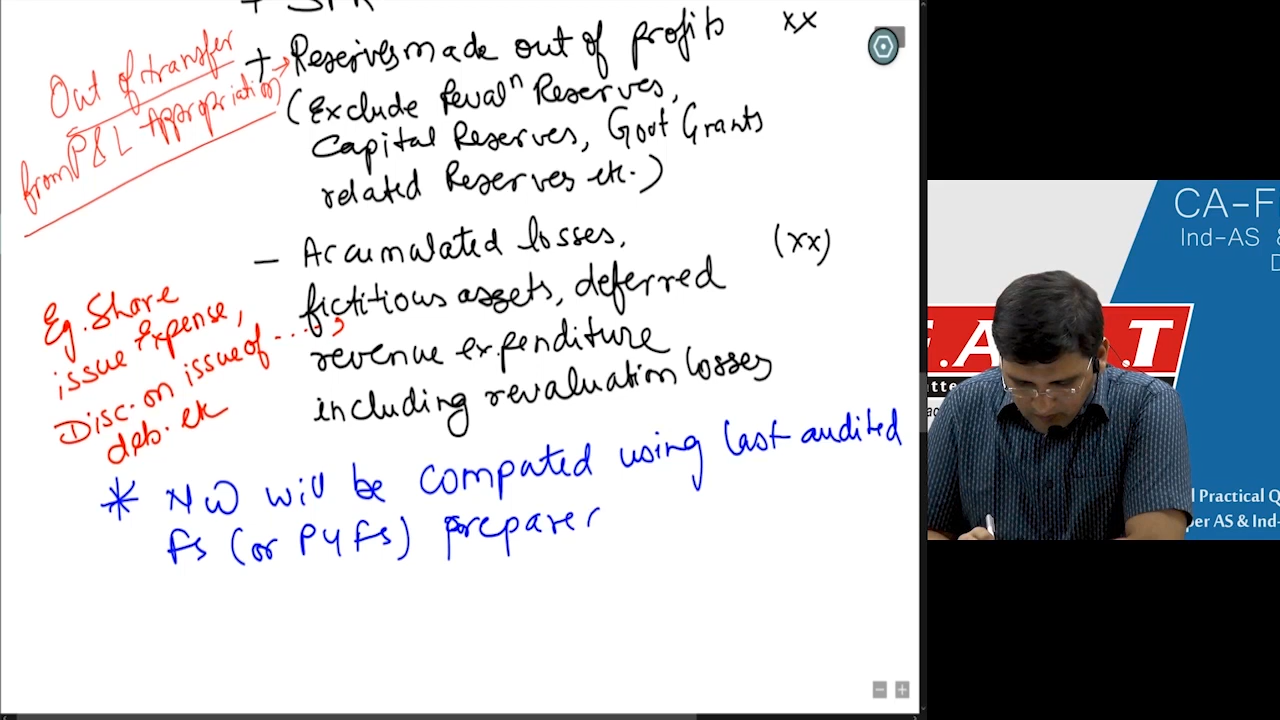 + Reserves made out of profits xx
(Exclude Revalⁿ Reserves,
Capital Reserves, Govt Grants
related Reserves etc.)
Out of transfer
from P&L Appropriation
- Accumulated losses, (xx)
fictitious assets, deferred
revenue expenditure
including revaluation losses
Eg. Share
issue Expense,
Disc. on issue of ....,
deb. etc
* NW will be computed using last audited
FS (or PY FS) preparer
CA-F
Ind-AS &
D
.A. T
l Practical Q
per AS & Ind-